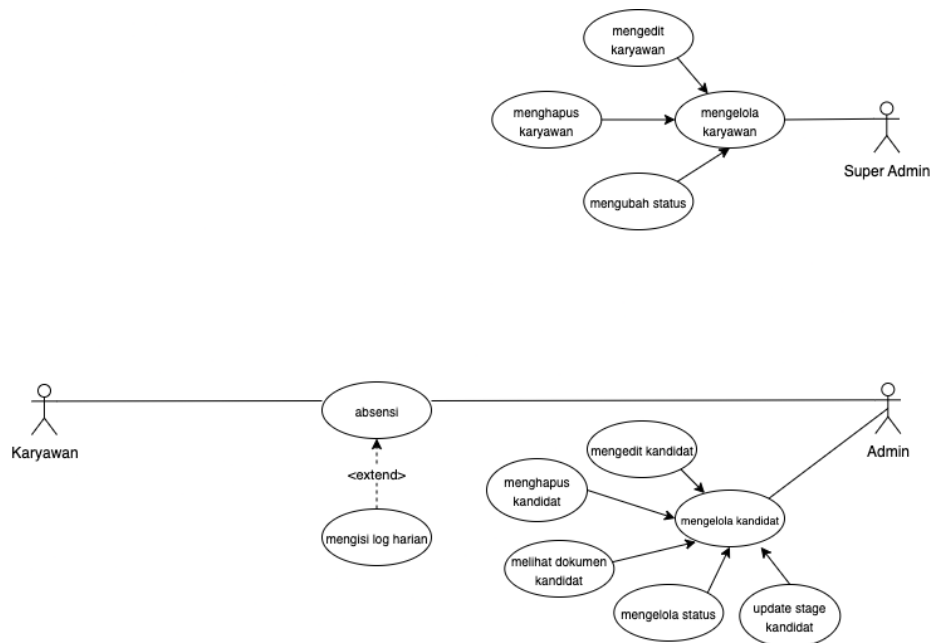 mengedit
karyawan
menghapus
karyawan
mengelola
karyawan
Super Admin
mengubah status
absensi
Karyawan
Admin
<extend>
mengedit kandidat
menghapus
kandidat
mengelola kandidat
mengisi log harian
melihat dokumen
kandidat
mengelola status
update stage
kandidat